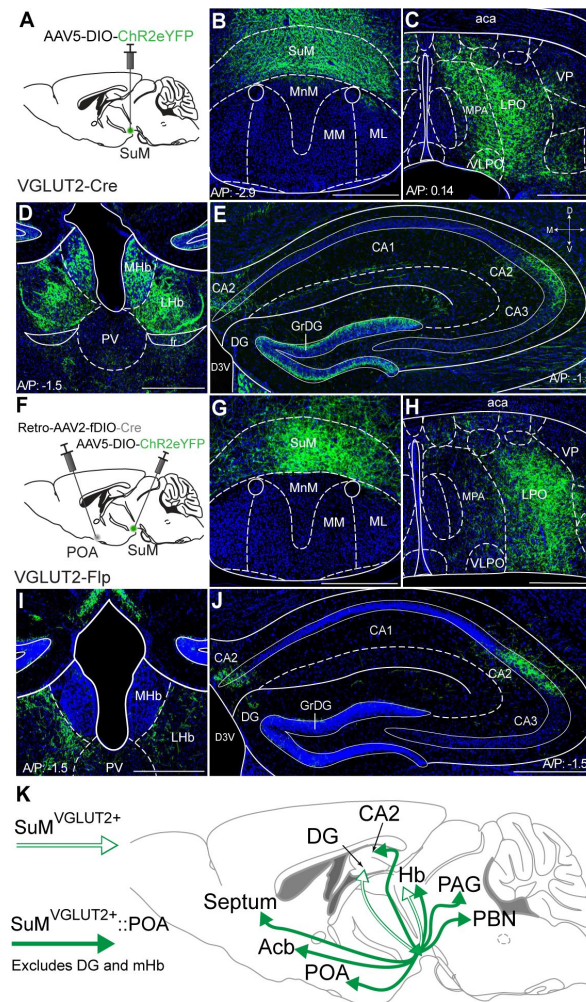 A
AAV5-DIO-ChR2eYFP
SuM
VGLUT2-Cre
B
SuM
MnM
MM
ML
A/P: -2.9
C
aca
VP
LPO
MPA
VLPO
A/P: 0.14
D
MHb
LHb
PV
fr
A/P: -1.5
E
D
M
V
CA1
CA2
CA2
CA3
GrDG
DG
D3V
A/P: -1.
F
Retro-AAV2-fDIO-Cre
AAV5-DIO-ChR2eYFP
POA
SuM
VGLUT2-Flp
G
SuM
MnM
MM
ML
H
aca
VP
LPO
MPA
VLPO
I
MHb
LHb
A/P: -1.5
PV
J
CA1
CA2
CA2
CA3
GrDG
DG
D3V
A/P: -1.5
K
SuM VGLUT2+
SuM VGLUT2+::POA
Excludes DG and mHb
CA2
DG
Hb
PAG
PBN
Septum
Acb
POA